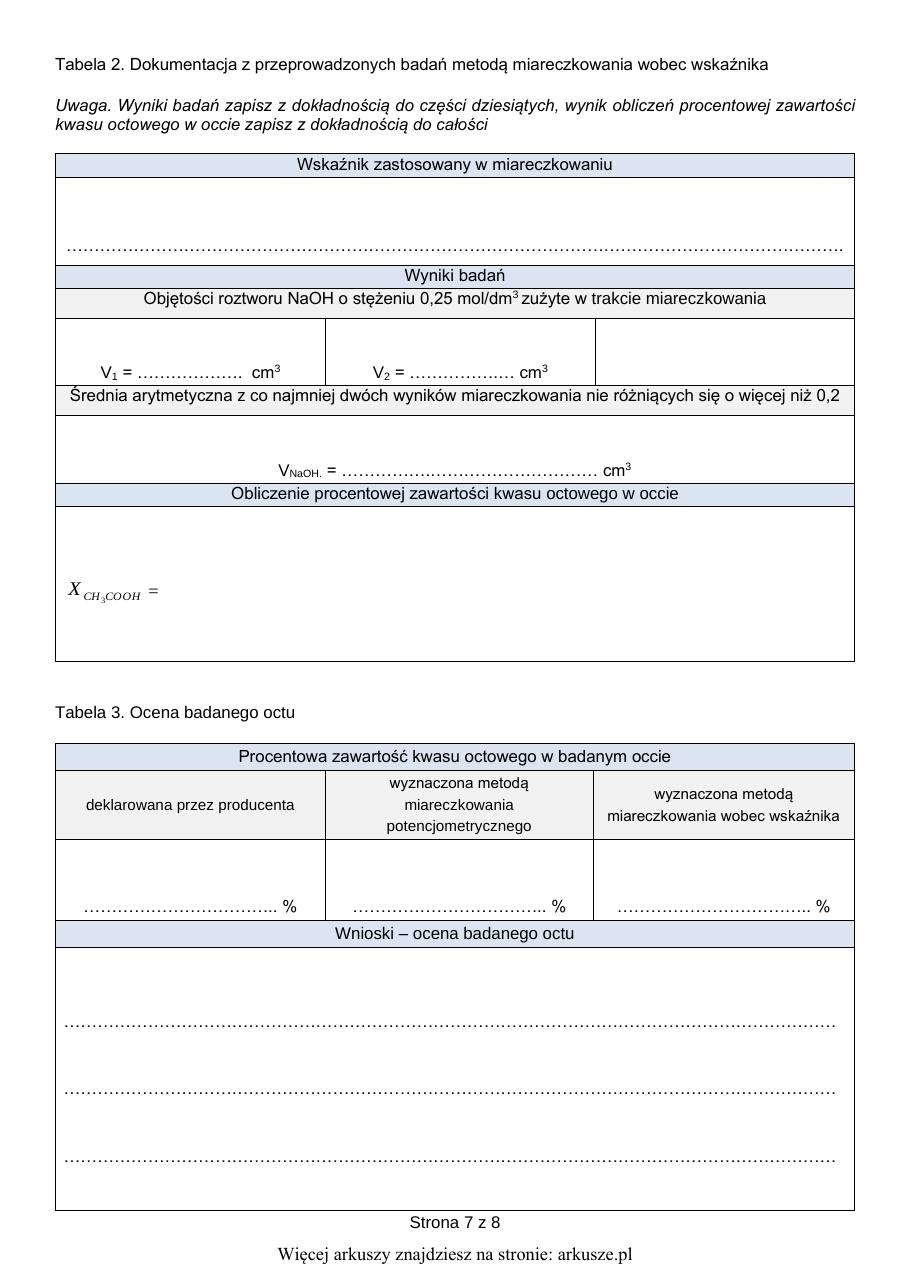 Tabela 2. Dokumentacja z przeprowadzonych badań metodą miareczkowania wobec wskaźnika
Uwaga. Wyniki badań zapisz z dokładnością do części dziesiątych, wynik obliczeń procentowej zawartości
kwasu octowego w occie zapisz z dokładnością do całości
Wskaźnik zastosowany w miareczkowaniu
……………………………………………………………………………………………………………………….
Wyniki badań
Objętości roztworu NaOH o stężeniu 0,25 mol/dm³ zużyte w trakcie miareczkowania
V₁ = ………………. cm³
V₂ = ………………… cm³
Średnia arytmetyczna z co najmniej dwóch wyników miareczkowania nie różniących się o więcej niż 0,2
V NaOH. = ……………………………………… cm³
Obliczenie procentowej zawartości kwasu octowego w occie
X CH₃COOH =
Tabela 3. Ocena badanego octu
Procentowa zawartość kwasu octowego w badanym occie
deklarowana przez producenta
wyznaczona metodą
miareczkowania
potencjometrycznego
wyznaczona metodą
miareczkowania wobec wskaźnika
…………………………….. %
…………………………….. %
…………………………….. %
Wnioski – ocena badanego octu
………………………………………………………………………………………………………………………
………………………………………………………………………………………………………………………
………………………………………………………………………………………………………………………
Strona 7 z 8
Więcej arkuszy znajdziesz na stronie: arkusze.pl